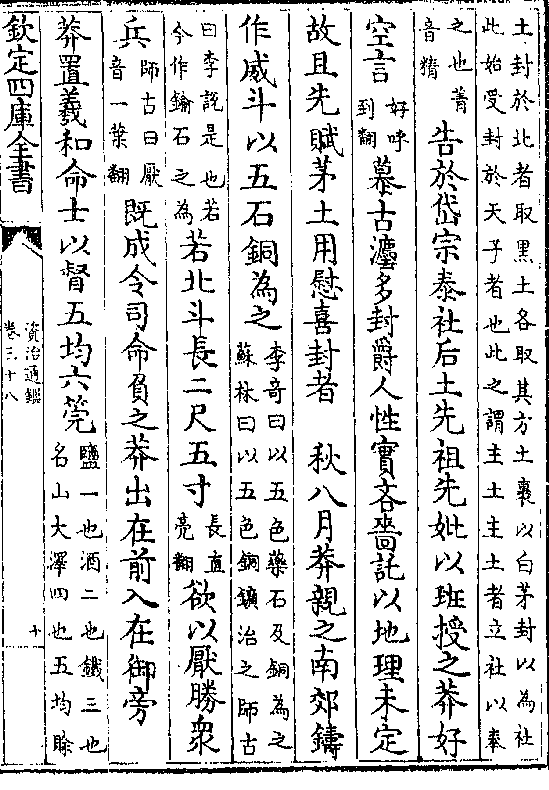 土封於北者取黑土各取其方土裹以白茅封以為社
此始受封於天子者也此之謂主土主土者立社以奉
之也菁
音精
告於岱宗泰社后土先祖先妣以班授之莽好
空言
好呼
到翻
慕古灋多封爵人性實吝嗇託以地理未定
故且先賦茅土用慰喜封者 秋八月莽親之南郊鑄
作威斗以五石銅為之
李竒曰以五色藥石及銅為之
蘇林曰以五色銅鑛冶之師古
曰李說是也若
今作鍮石之為
若北斗長二尺五寸
長直
亮翻
欲以厭勝衆
兵
師古曰厭
音一葉翻
既成令司命負之莽出在前入在御旁
莽置羲和命士以督五均六筦
鹽一也酒二也鐵三也
名山大澤四也五均賒
欽定四庫全書
資治通鑑
卷三十八
十